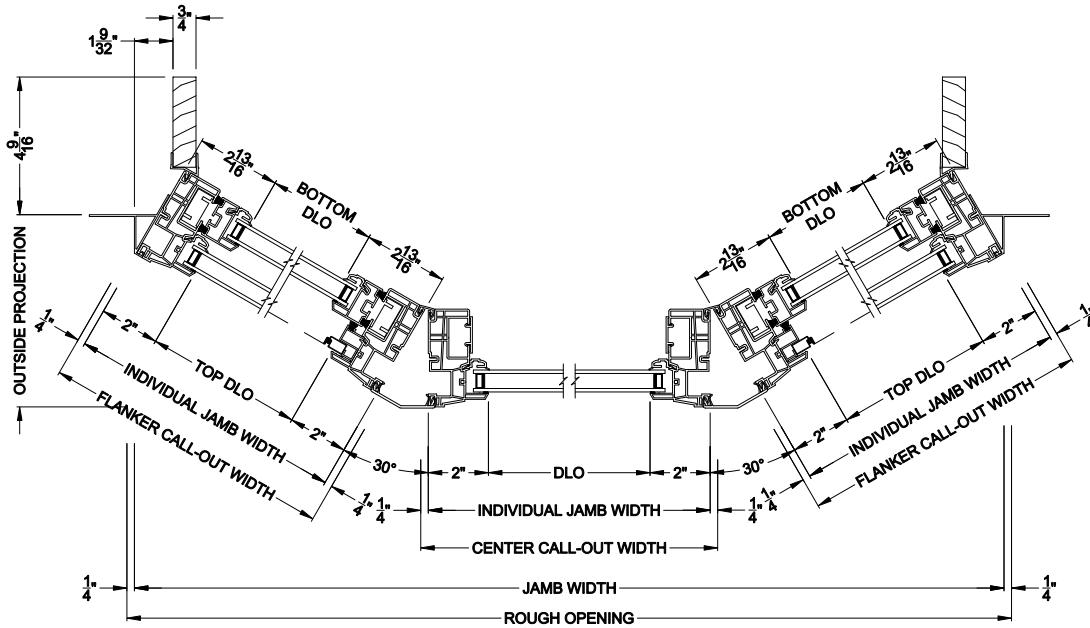 3/4"
1 9/32"
4 9/16"
OUTSIDE PROJECTION
2 13/16"
BOTTOM
DLO
2 13/16"
2 13/16"
BOTTOM
DLO
2 13/16"
1/4"
2"
TOP DLO
2"
INDIVIDUAL JAMB WIDTH
FLANKER CALL-OUT WIDTH
1/4"
30°
2"
DLO
2"
30°
1/4"
INDIVIDUAL JAMB WIDTH
1/4"
CENTER CALL-OUT WIDTH
1/4"
2"
TOP DLO
2"
1/4"
INDIVIDUAL JAMB WIDTH
FLANKER CALL-OUT WIDTH
1/4"
JAMB WIDTH
1/4"
ROUGH OPENING